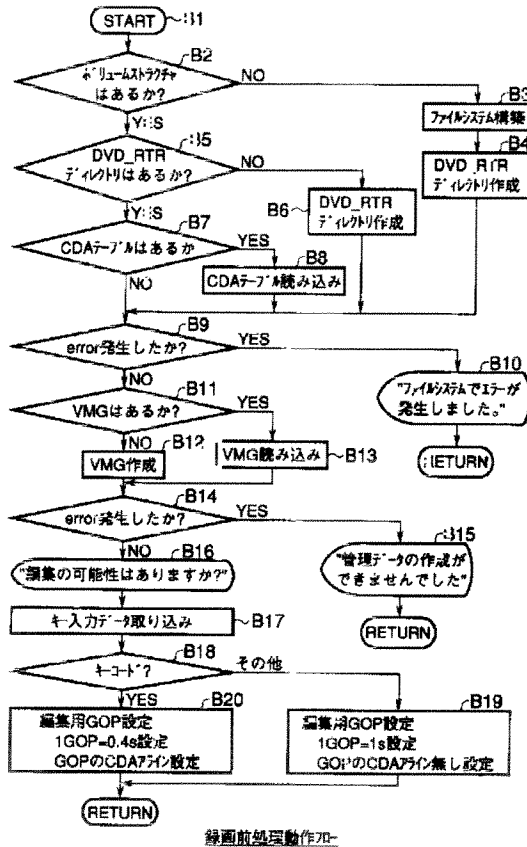 START
B1
B2
ボリュームストラクチャ
はあるか?
NO
YES
B3
ファイルシステム構築
B4
DVD_RTR
ディレクトリ作成
B5
DVD_RTR
ディレクトリはあるか?
NO
YES
B6
DVD_RTR
ディレクトリ作成
B7
CDAテーブルはあるか
YES
NO
B8
CDAテーブル読み込み
B9
error発生したか?
YES
NO
B10
"ファイルシステムでエラーが
発生しました。"
RETURN
B11
VMGはあるか?
YES
NO
B12
VMG作成
VMG読み込み
B13
B14
error発生したか?
YES
NO
B15
"管理データの作成が
できませんでした"
RETURN
B16
"編集の可能性はありますか?"
キー入力データ取り込み
B17
B18
キーコード?
その他
YES
B20
編集用GOP設定
1GOP=0.4s設定
GOPのCDAアライン設定
B19
編集用GOP設定
1GOP=1s設定
GOPのCDAアライン無し設定
RETURN
録画前処理動作フロー